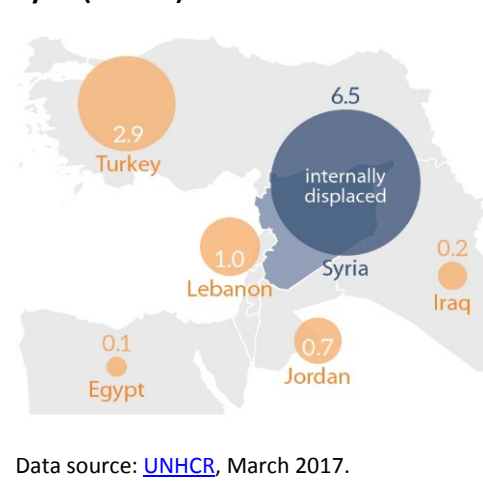 6.5
2.9
Turkey
internally
displaced
1.0
Lebanon
Syria
0.2
Iraq
0.1
Egypt
0.7
Jordan
Data source: UNHCR, March 2017.